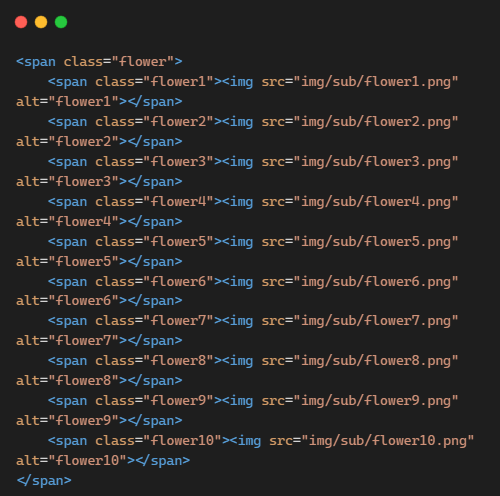 <span class="flower">
    <span class="flower1"><img src="img/sub/flower1.png"
alt="flower1"></span>
    <span class="flower2"><img src="img/sub/flower2.png"
alt="flower2"></span>
    <span class="flower3"><img src="img/sub/flower3.png"
alt="flower3"></span>
    <span class="flower4"><img src="img/sub/flower4.png"
alt="flower4"></span>
    <span class="flower5"><img src="img/sub/flower5.png"
alt="flower5"></span>
    <span class="flower6"><img src="img/sub/flower6.png"
alt="flower6"></span>
    <span class="flower7"><img src="img/sub/flower7.png"
alt="flower7"></span>
    <span class="flower8"><img src="img/sub/flower8.png"
alt="flower8"></span>
    <span class="flower9"><img src="img/sub/flower9.png"
alt="flower9"></span>
    <span class="flower10"><img src="img/sub/flower10.png"
alt="flower10"></span>
</span>